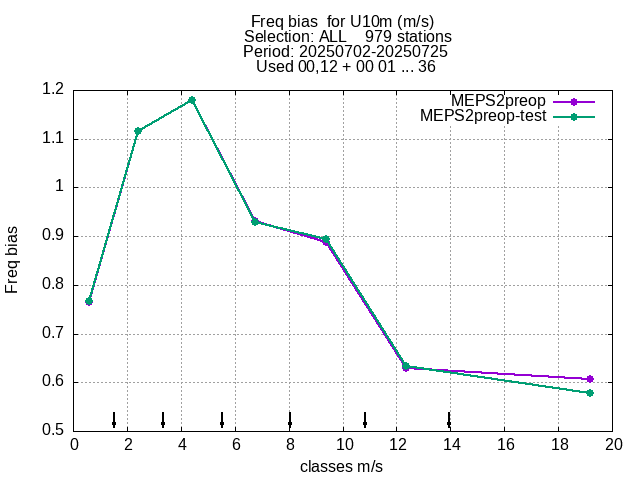 Freq bias  for U10m (m/s)
Selection: ALL    979 stations
Period: 20250702-20250725
Used 00,12 + 00 01 ... 36
MEPS2preop
MEPS2preop-test
1.2
1.1
1
0.9
0.8
0.7
0.6
0.5
Freq bias
0 2 4 6 8 10 12 14 16 18 20
classes m/s